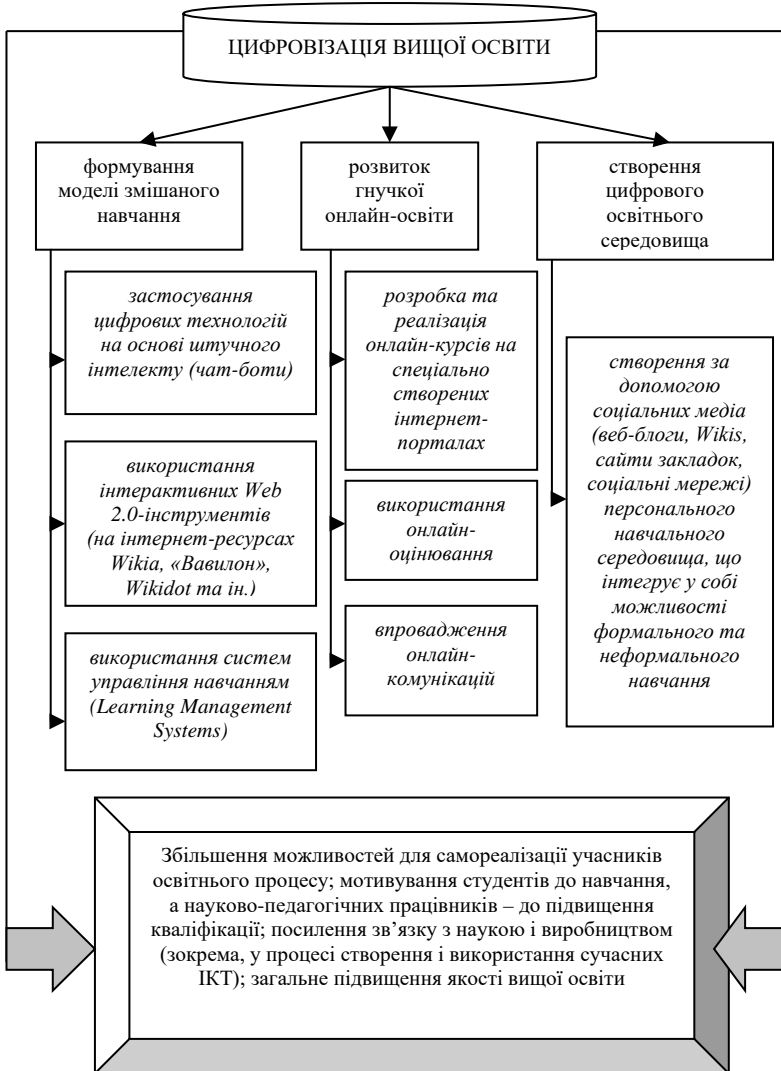 ЦИФРОВІЗАЦІЯ ВИЩОЇ ОСВІТИ
формування
моделі змішаного
навчання
розвиток
гнучкої
онлайн-освіти
створення
цифрового
освітнього
середовища
застосування
цифрових технологій
на основі штучного
інтелекту (чат-боти)
використання
інтерактивних Web
2.0-інструментів
(на інтернет-ресурсах
Wikia, «Вавилон»,
Wikidot та ін.)
використання систем
управління навчанням
(Learning Management
Systems)
розробка та
реалізація
онлайн-курсів на
спеціально
створених
інтернет-
порталах
використання
онлайн-
оцінювання
впровадження
онлайн-
комунікацій
створення за
допомогою
соціальних медіа
(веб-блоги, Wikis,
сайти закладок,
соціальні мережі)
персонального
навчального
середовища, що
інтегрує у собі
можливості
формального та
неформального
навчання
Збільшення можливостей для самореалізації учасників
освітнього процесу; мотивування студентів до навчання,
а науково-педагогічних працівників – до підвищення
кваліфікації; посилення зв’язку з наукою і виробництвом
(зокрема, у процесі створення і використання сучасних
ІКТ); загальне підвищення якості вищої освіти